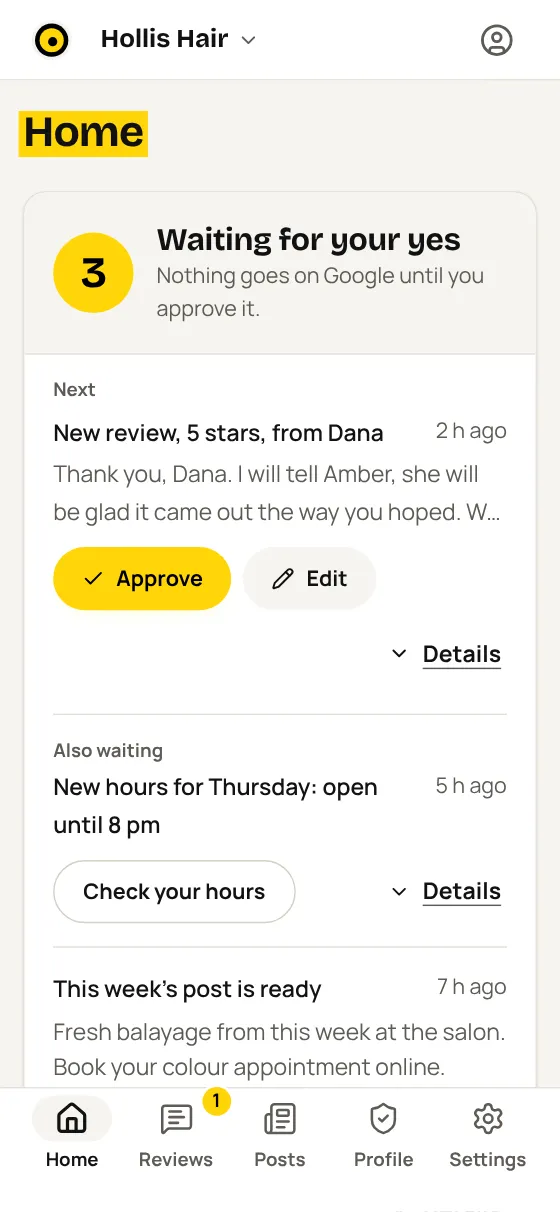 Hollis Hair
Home
3
Waiting for your yes
Nothing goes on Google until you
approve it.
Next
New review, 5 stars, from Dana
2 h ago
Thank you, Dana. I will tell Amber, she will
be glad it came out the way you hoped. W...
Approve
Edit
Details
Also waiting
New hours for Thursday: open
until 8 pm
5 h ago
Check your hours
Details
This week's post is ready
7 h ago
Fresh balayage from this week at the salon.
Book your colour appointment online.
1
Home
Reviews
Posts
Profile
Settings